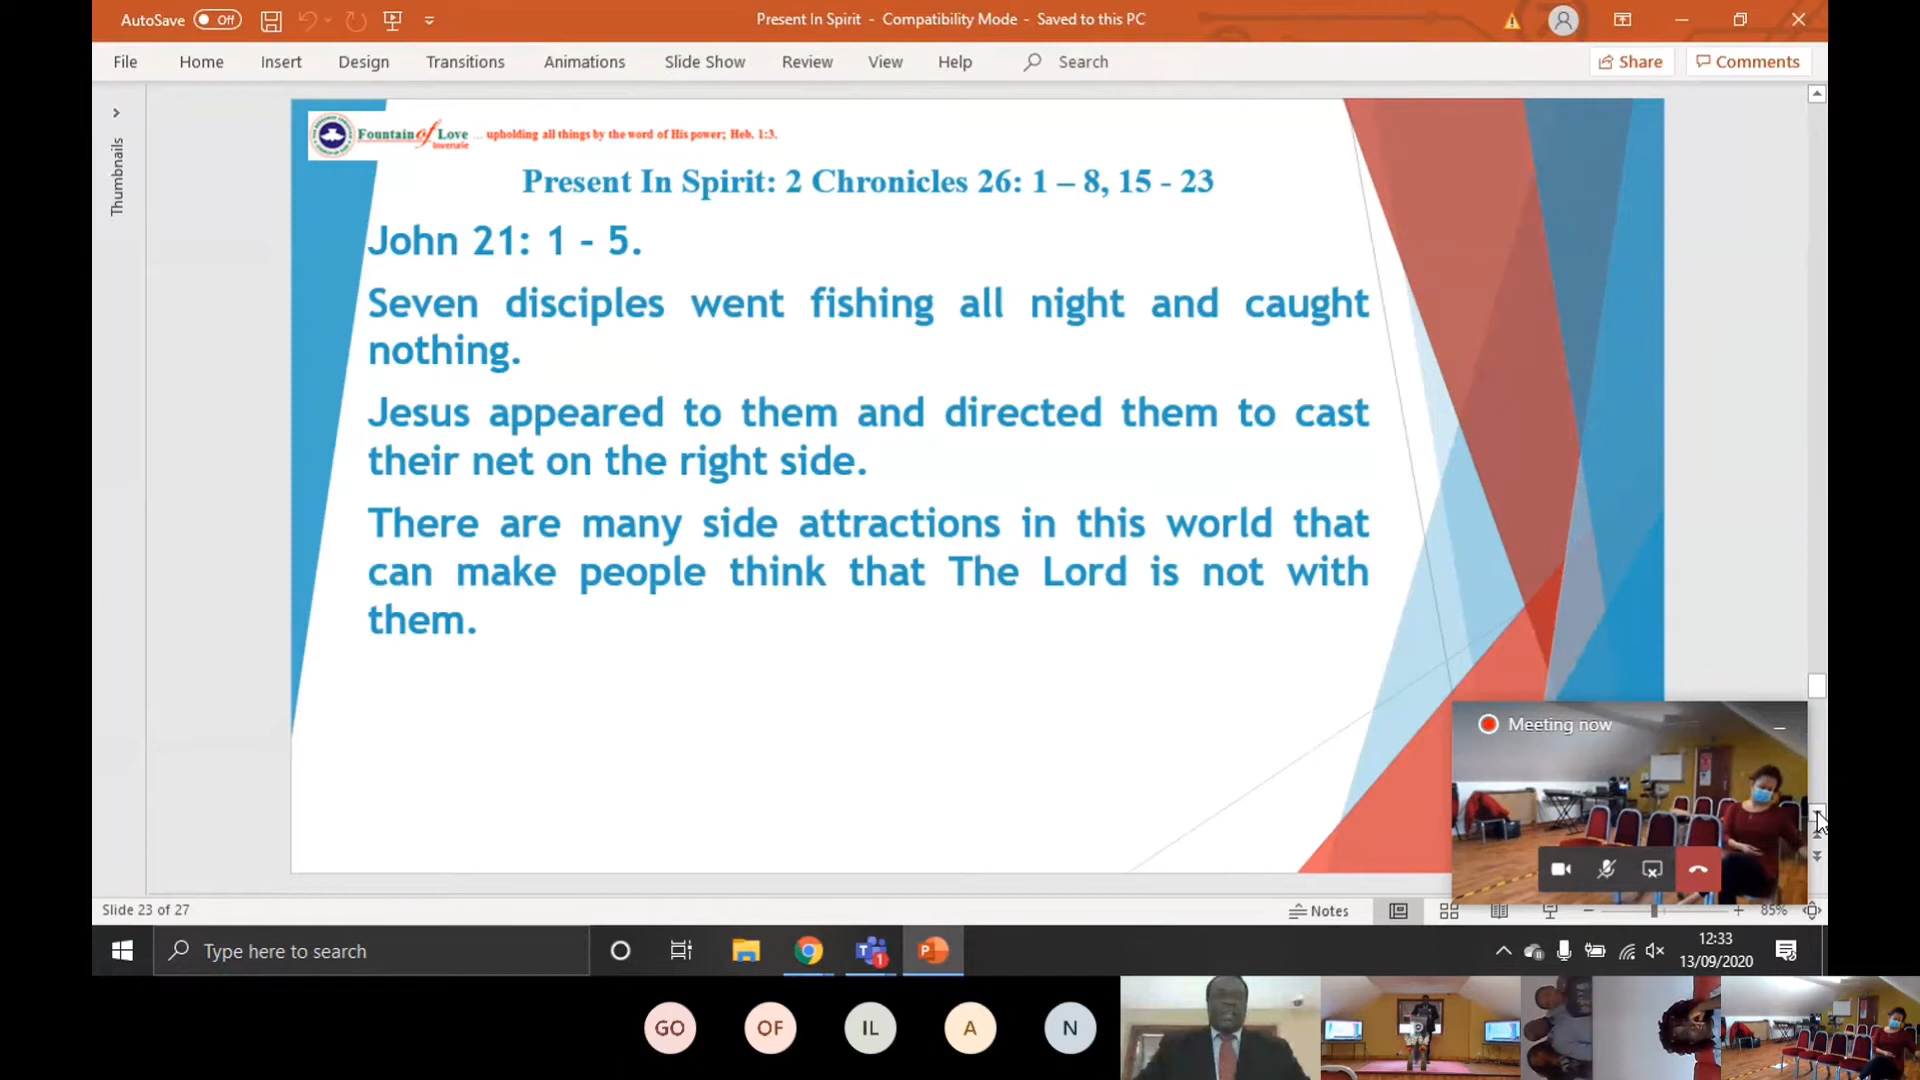 AutoSave Off
Present In Spirit - Compatibility Mode - Saved to this PC
File Home Insert Design Transitions Animations Slide Show Review View Help Search Share Comments
Thumbnails
Fountain of Love
Invernale
... upholding all things by the word of His power; Heb. 1:3.
Present In Spirit: 2 Chronicles 26: 1 – 8, 15 - 23
John 21: 1 - 5.
Seven disciples went fishing all night and caught
nothing.
Jesus appeared to them and directed them to cast
their net on the right side.
There are many side attractions in this world that
can make people think that The Lord is not with
them.
Meeting now
Slide 23 of 27
Notes
85%
Type here to search
1
12:33
13/09/2020
GO OF IL A N